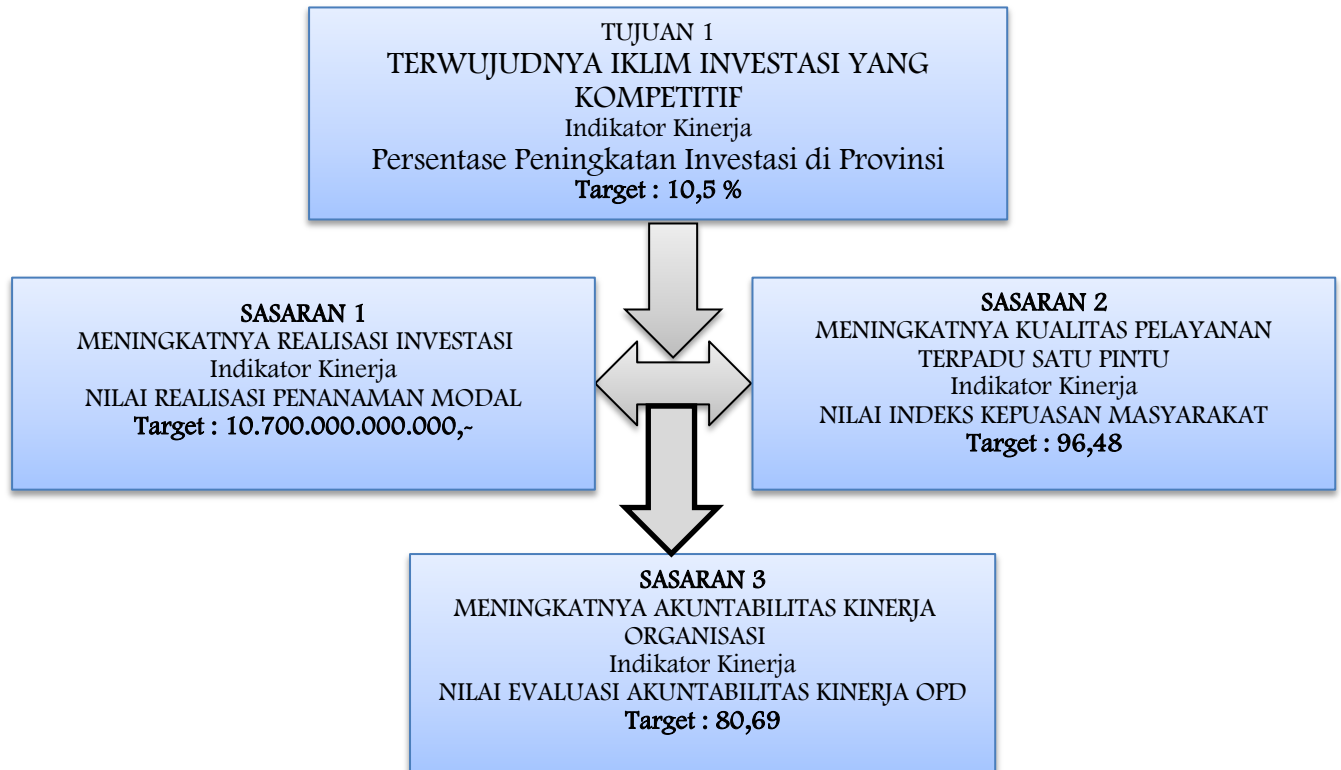 TUJUAN 1
TERWUJUDNYA IKLIM INVESTASI YANG
KOMPETITIF
Indikator Kinerja
Persentase Peningkatan Investasi di Provinsi
Target : 10,5 %
SASARAN 1
MENINGKATNYA REALISASI INVESTASI
Indikator Kinerja
NILAI REALISASI PENANAMAN MODAL
Target : 10.700.000.000.000,-
SASARAN 2
MENINGKATNYA KUALITAS PELAYANAN
TERPADU SATU PINTU
Indikator Kinerja
NILAI INDEKS KEPUASAN MASYARAKAT
Target : 96,48
SASARAN 3
MENINGKATNYA AKUNTABILITAS KINERJA
ORGANISASI
Indikator Kinerja
NILAI EVALUASI AKUNTABILITAS KINERJA OPD
Target : 80,69